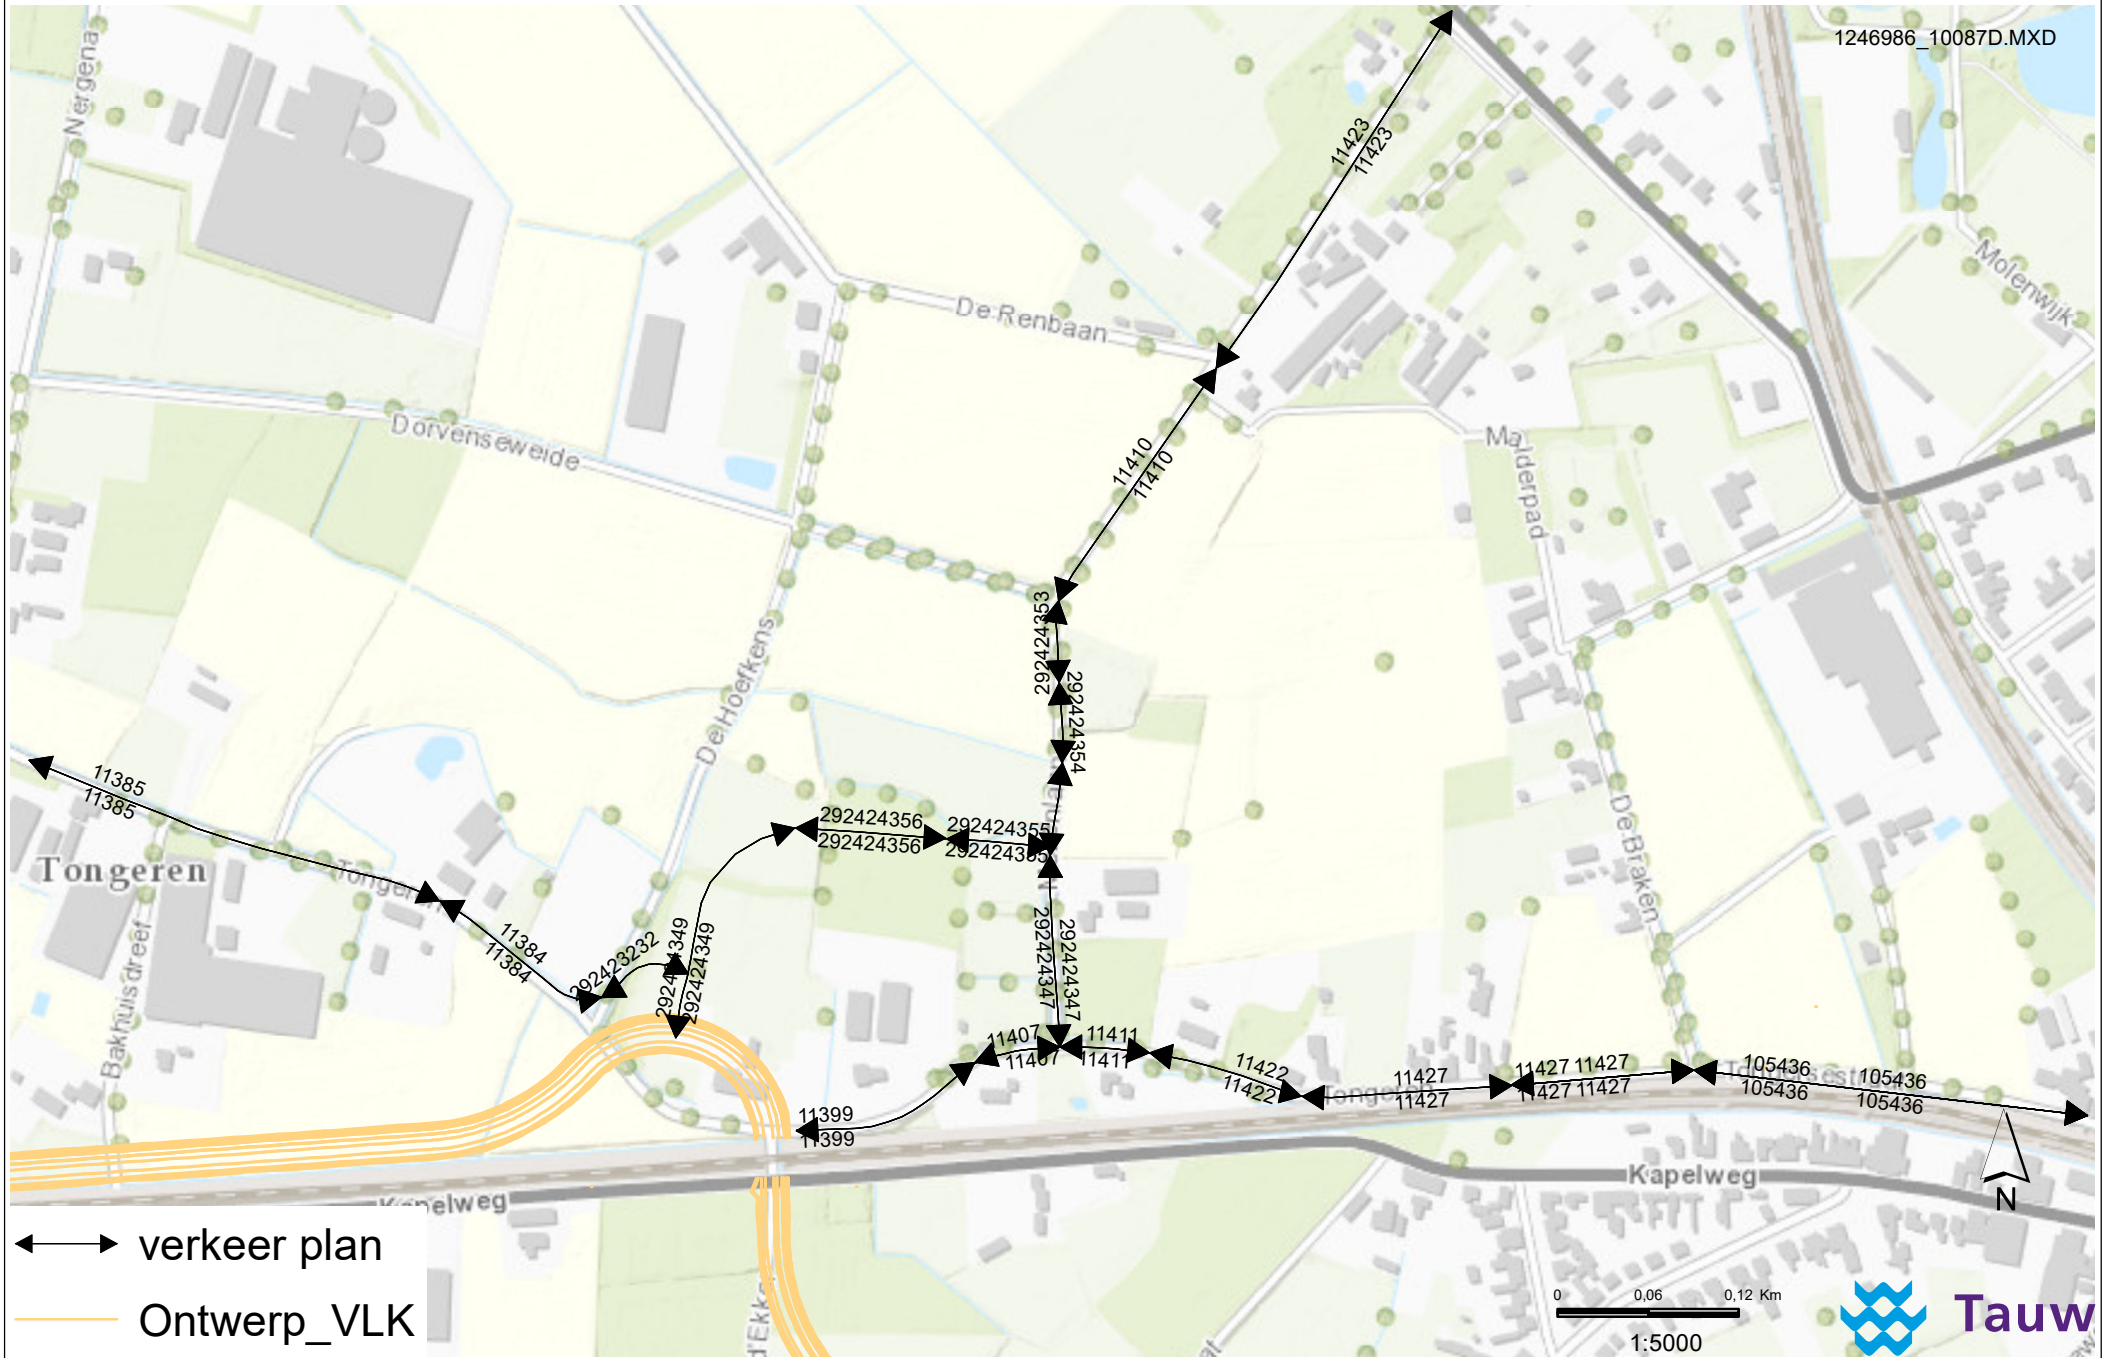 1246986_10087D.MXD
Nergena
11423
11423
Molenwijk
De Renbaan
Dorvenseweide
11410
11410
Malderpad
292424353
292424354
De Hoefkens
11385
11385
292424356
292424356
292424355
292424355
De Braken
Tongeren
11384
11384
292423232
292424349
292424349
292424347
292424347
Bakhuisdreef
11407
11407
11411
11411
11422
11422
11427
11427
11427 11427
11427 11427
105436
105436
105436
105436
11399
11399
Kapelweg
Kapelweg
N
verkeer plan
Ontwerp_VLK
0 0,06 0,12 Km
1:5000
Tauw